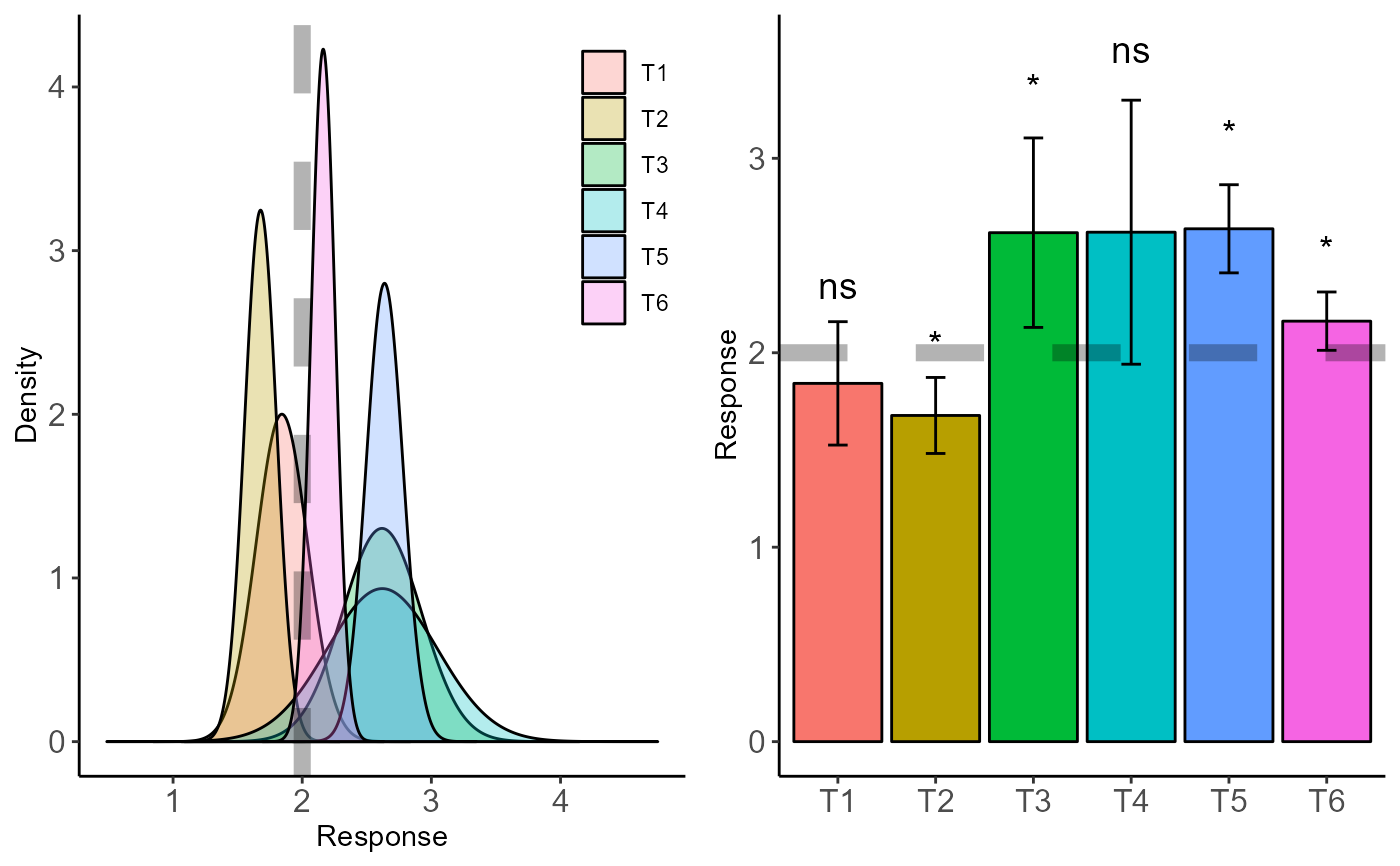 Density
4
3
2
1
0
1 2 3 4
Response
T1
T2
T3
T4
T5
T6
Response
3
2
1
0
ns * * ns * *
T1 T2 T3 T4 T5 T6